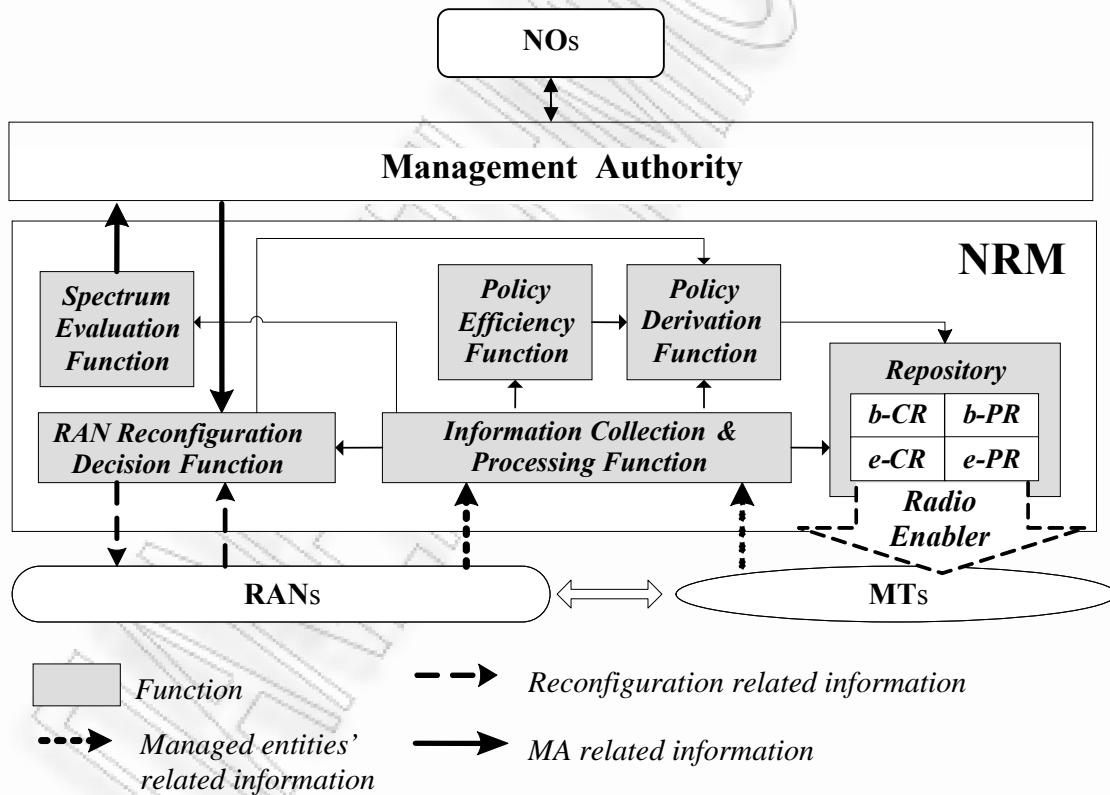 NOs
Management Authority
NRM
Spectrum
Evaluation
Function
Policy
Efficiency
Function
Policy
Derivation
Function
Repository
b-CR b-PR
e-CR e-PR
RAN Reconfiguration
Decision Function
Information Collection &
Processing Function
Radio
Enabler
RANs
MTs
Function
Reconfiguration related information
Managed entities'
related information
MA related information